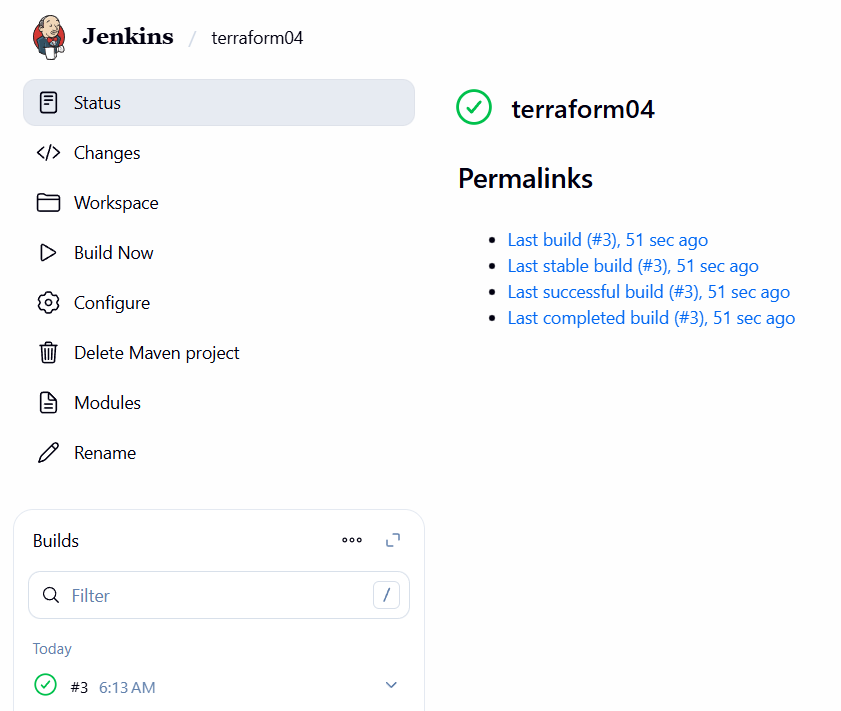 Jenkins / terraform04
Status
Changes
Workspace
Build Now
Configure
Delete Maven project
Modules
Rename
terraform04
Permalinks
Last build (#3), 51 sec ago
Last stable build (#3), 51 sec ago
Last successful build (#3), 51 sec ago
Last completed build (#3), 51 sec ago
Builds
Filter /
Today
#3 6:13 AM